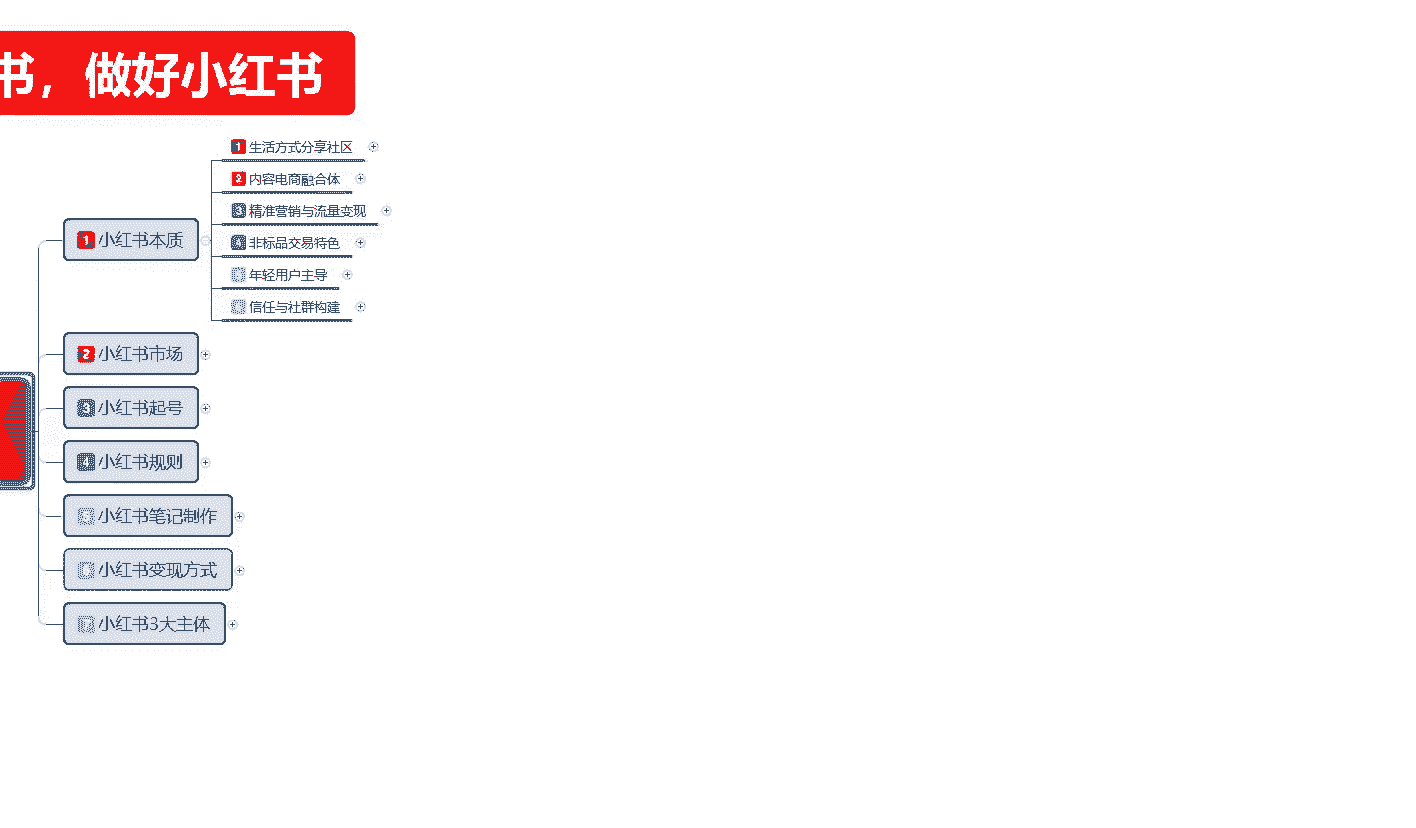 书，做好小红书
1 生活方式分享社区
2 内容电商融合体
3 精准营销与流量变现
4 非标品交易特色
年轻用户主导
信任与社群构建
1 小红书本质
2 小红书市场
3 小红书起号
4 小红书规则
小红书笔记制作
小红书变现方式
小红书3大主体